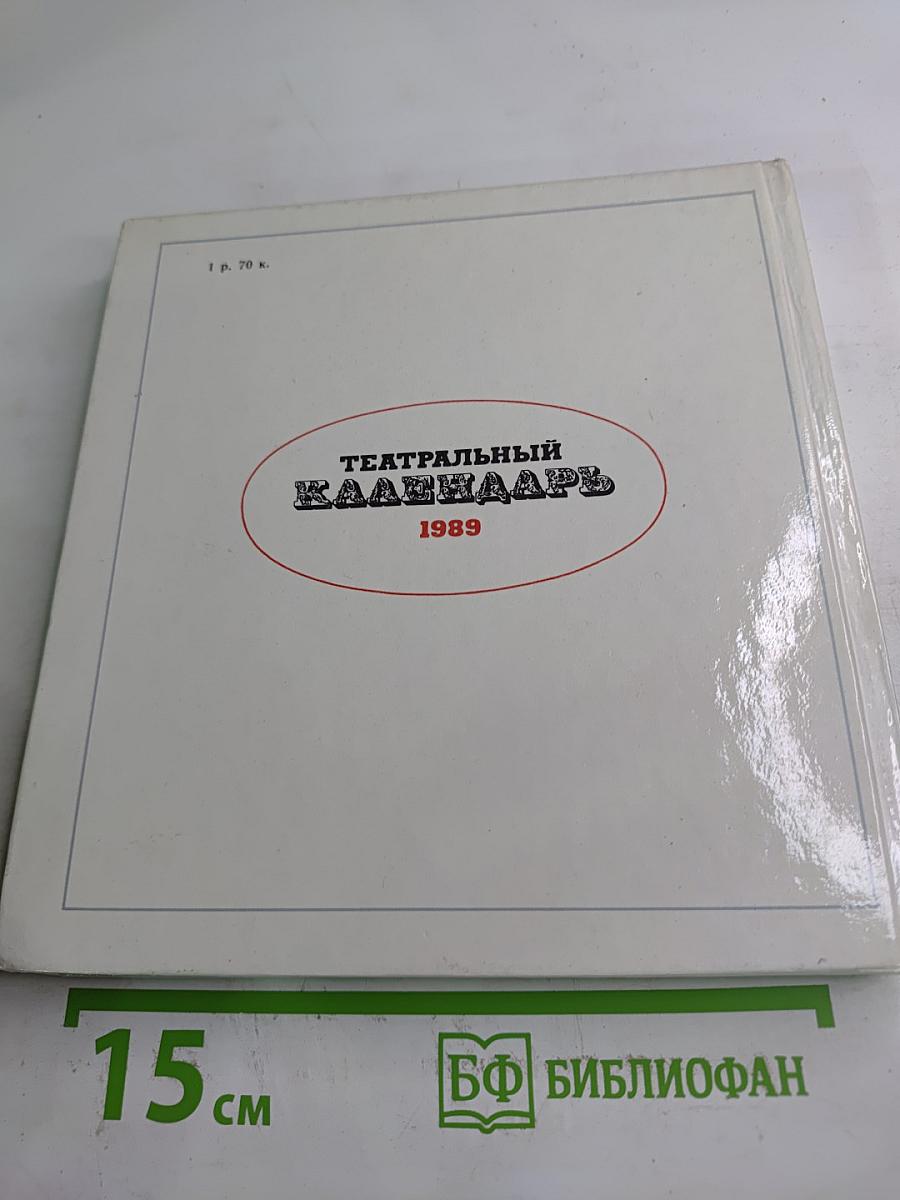 1 р. 70 к.
ТЕАТРАЛЬНЫЙ
КАЛЕНДАРЬ
1989
15 см
БФ БИБЛИОФАН